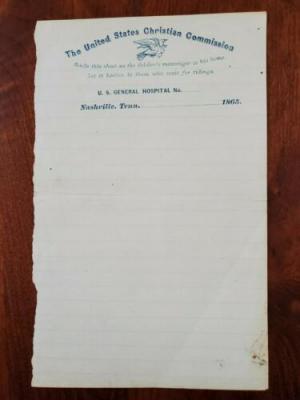 The United States Christian Commission
Sends this sheet as the soldier's messenger to his home.
Let it hasten to those who wait for tidings.
U. S. GENERAL HOSPITAL No.
Nashville, Tenn. 1865.